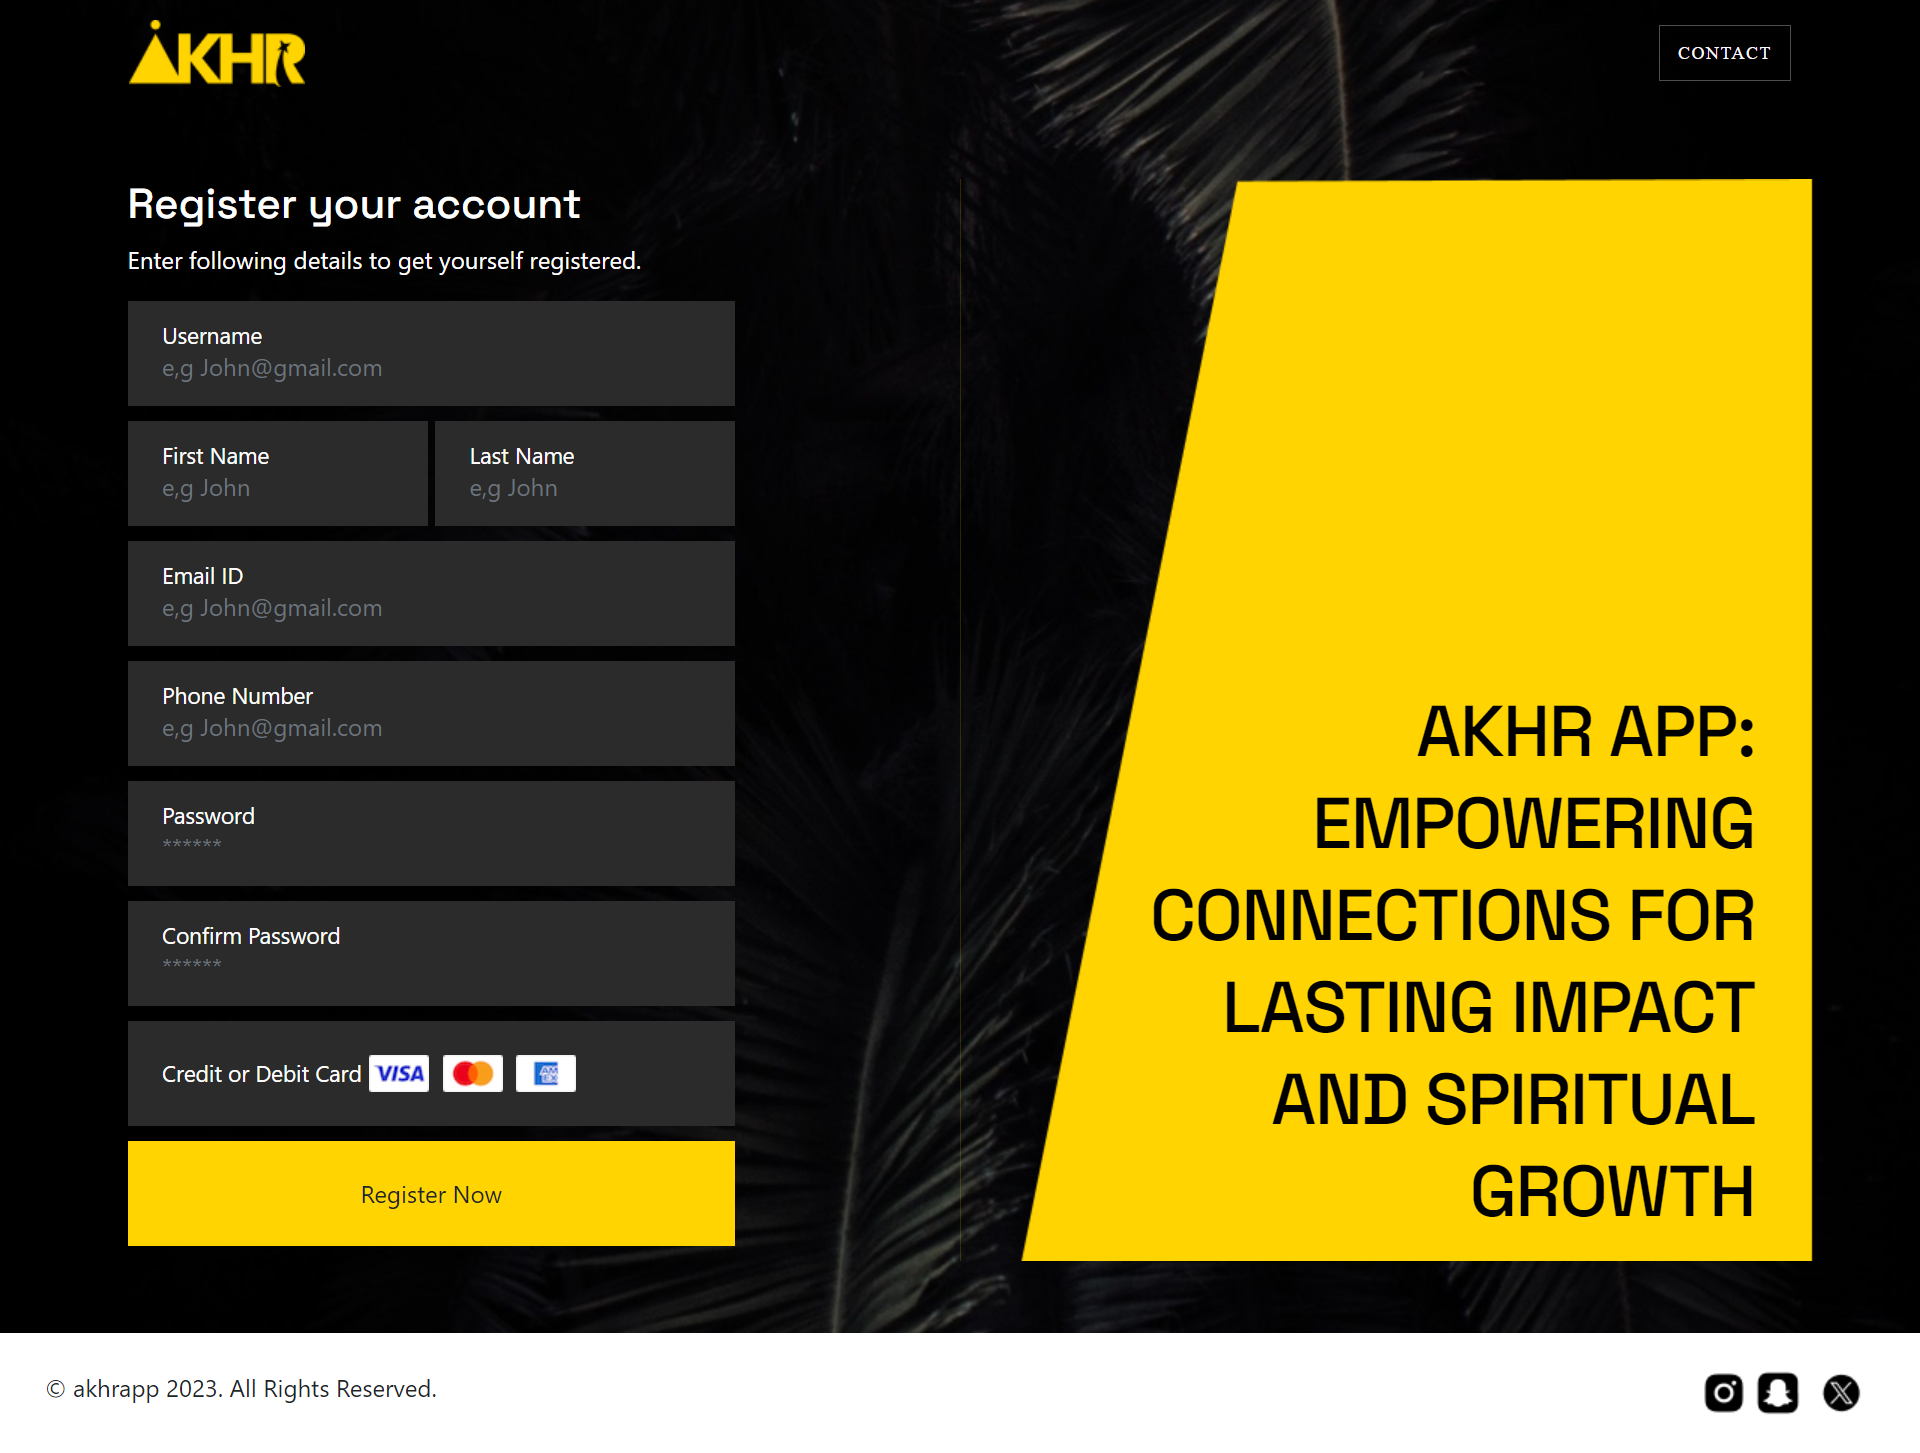 AKHR
CONTACT
Register your account
Enter following details to get yourself registered.
Username
e,g John@gmail.com
First Name
e,g John
Last Name
e,g John
Email ID
e,g John@gmail.com
Phone Number
e,g John@gmail.com
Password
******
Confirm Password
******
Credit or Debit Card VISA AM EX
Register Now
AKHR APP:
EMPOWERING
CONNECTIONS FOR
LASTING IMPACT
AND SPIRITUAL
GROWTH
© akhrapp 2023. All Rights Reserved.